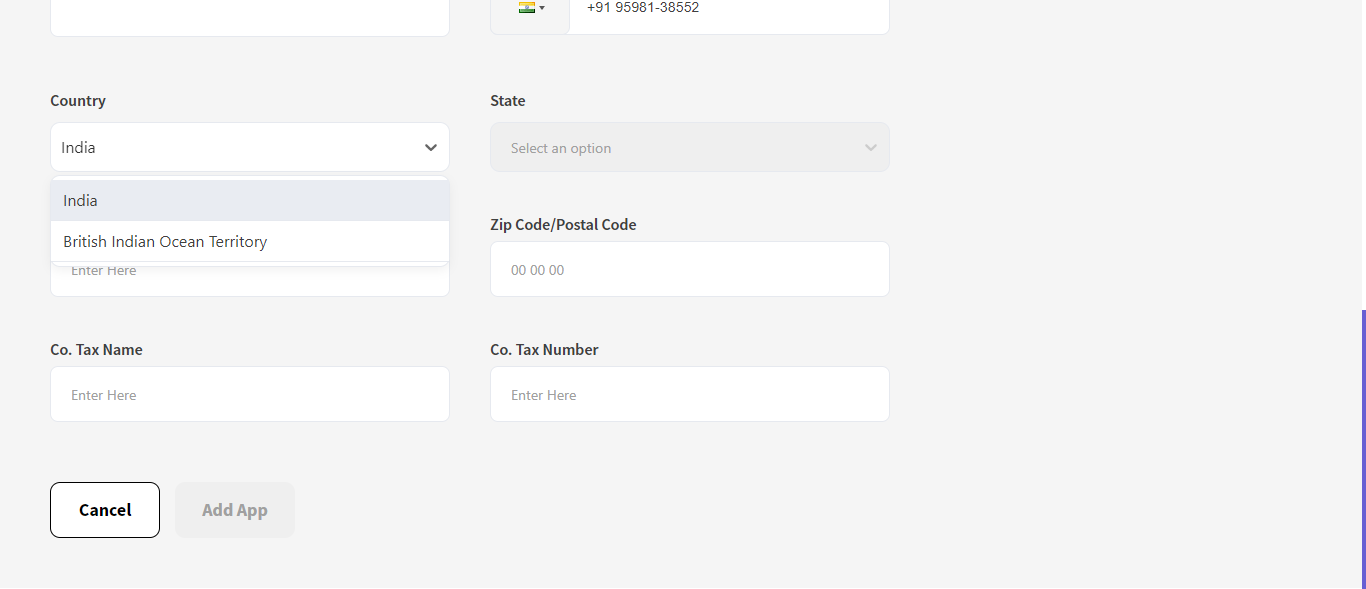 +91 95981-38552
Country
State
India
Select an option
India
British Indian Ocean Territory
Zip Code/Postal Code
Enter Here
00 00 00
Co. Tax Name
Co. Tax Number
Enter Here
Enter Here
Cancel
Add App